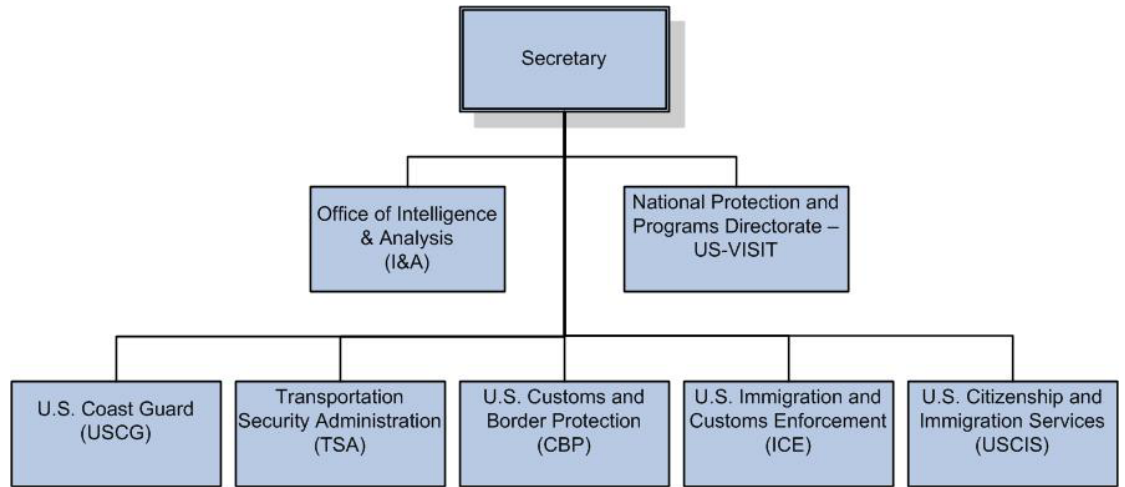 Secretary
Office of Intelligence
& Analysis
(I&A)
National Protection and
Programs Directorate –
US-VISIT
U.S. Coast Guard
(USCG)
Transportation
Security Administration
(TSA)
U.S. Customs and
Border Protection
(CBP)
U.S. Immigration and
Customs Enforcement
(ICE)
U.S. Citizenship and
Immigration Services
(USCIS)